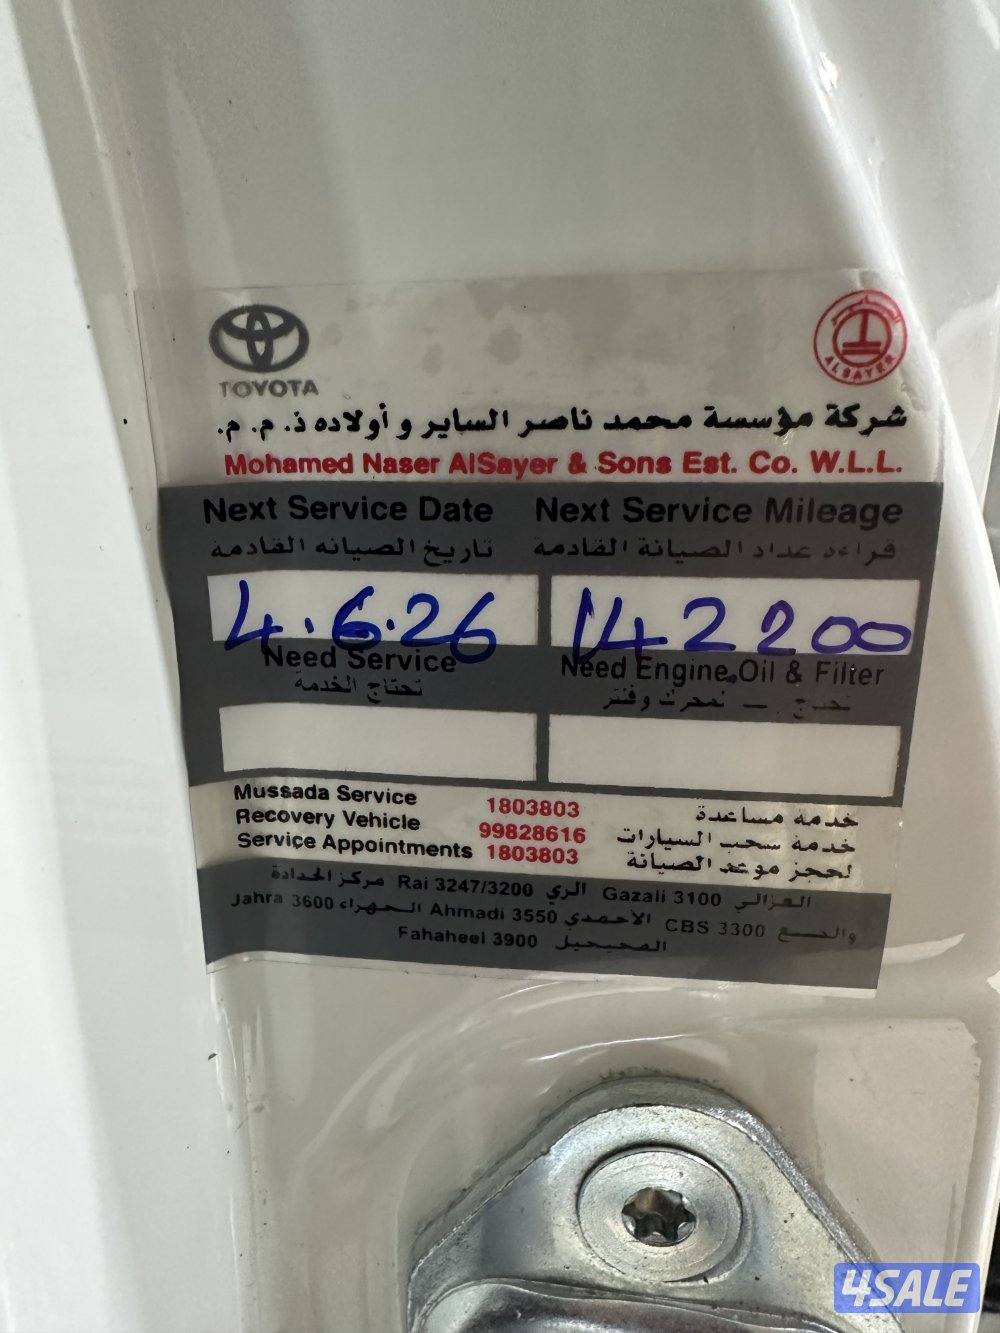 TOYOTA
ALSAYER
شركة مؤسسة محمد ناصر الساير و أولاده ذ. م. م.
Mohamed Naser AlSayer & Sons Est. Co. W.L.L.
Next Service Date Next Service Mileage
تاريخ الصيانه القادمه قراءه عداد الصيانة القادمة
4.6.26 142200
Need Service Need Engine Oil & Filter
تحتاج الخدمة
Mussada Service 1803803 خدمة مساعدة
Recovery Vehicle 99828616 خدمة سحب السيارات
Service Appointments 1803803 لحجز موعد الصيانة
مركز الحدادة Rai 3247/3200 الري Gazali 3100 الغزالي
Jahra 3600 الجهراء Ahmadi 3550 الأحمدي CBS 3300
Fahaheel 3900
4SALE